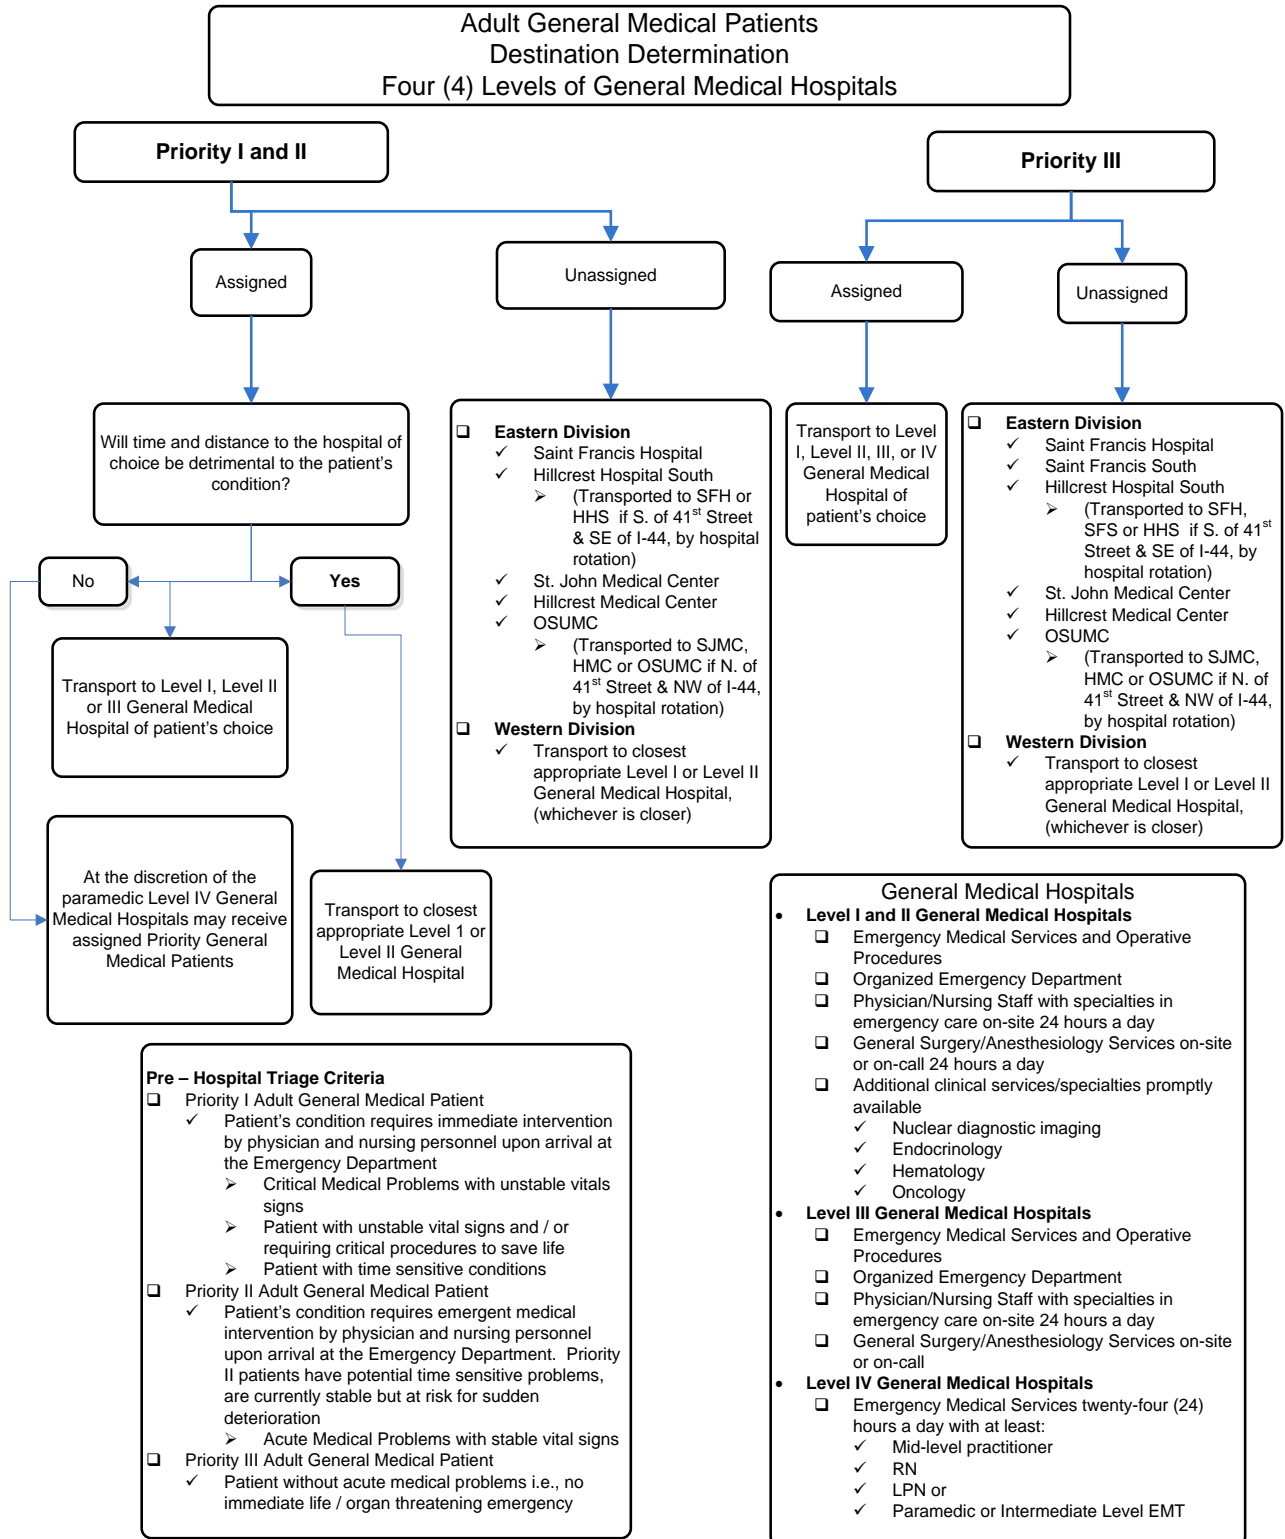 Adult General Medical Patients
Destination Determination
Four (4) Levels of General Medical Hospitals
Priority I and II
Priority III
Assigned
Unassigned
Assigned
Unassigned
Will time and distance to the hospital of
choice be detrimental to the patient's
condition?
No
Yes
Transport to Level I, Level II
or III General Medical
Hospital of patient's choice
At the discretion of the
paramedic Level IV General
Medical Hospitals may receive
assigned Priority General
Medical Patients
Transport to closest
appropriate Level 1 or
Level II General
Medical Hospital
❑ Eastern Division
✓ Saint Francis Hospital
✓ Hillcrest Hospital South
➢ (Transported to SFH or
HHS if S. of 41st Street
& SE of I-44, by hospital
rotation)
✓ St. John Medical Center
✓ Hillcrest Medical Center
✓ OSUMC
➢ (Transported to SJMC,
HMC or OSUMC if N. of
41st Street & NW of I-44,
by hospital rotation)
❑ Western Division
✓ Transport to closest
appropriate Level I or Level II
General Medical Hospital,
(whichever is closer)
Transport to Level
I, Level II, III, or IV
General Medical
Hospital of
patient's choice
❑ Eastern Division
✓ Saint Francis Hospital
✓ Saint Francis South
✓ Hillcrest Hospital South
➢ (Transported to SFH,
SFS or HHS if S. of 41st
Street & SE of I-44, by
hospital rotation)
✓ St. John Medical Center
✓ Hillcrest Medical Center
✓ OSUMC
➢ (Transported to SJMC,
HMC or OSUMC if N. of
41st Street & NW of I-44,
by hospital rotation)
❑ Western Division
✓ Transport to closest
appropriate Level I or Level II
General Medical Hospital,
(whichever is closer)
Pre – Hospital Triage Criteria
❑ Priority I Adult General Medical Patient
✓ Patient's condition requires immediate intervention
by physician and nursing personnel upon arrival at
the Emergency Department
➢ Critical Medical Problems with unstable vitals
signs
➢ Patient with unstable vital signs and / or
requiring critical procedures to save life
➢ Patient with time sensitive conditions
❑ Priority II Adult General Medical Patient
✓ Patient's condition requires emergent medical
intervention by physician and nursing personnel
upon arrival at the Emergency Department. Priority
II patients have potential time sensitive problems,
are currently stable but at risk for sudden
deterioration
➢ Acute Medical Problems with stable vital signs
❑ Priority III Adult General Medical Patient
✓ Patient without acute medical problems i.e., no
immediate life / organ threatening emergency
General Medical Hospitals
• Level I and II General Medical Hospitals
❑ Emergency Medical Services and Operative
Procedures
❑ Organized Emergency Department
❑ Physician/Nursing Staff with specialties in
emergency care on-site 24 hours a day
❑ General Surgery/Anesthesiology Services on-site
or on-call 24 hours a day
❑ Additional clinical services/specialties promptly
available
✓ Nuclear diagnostic imaging
✓ Endocrinology
✓ Hematology
✓ Oncology
• Level III General Medical Hospitals
❑ Emergency Medical Services and Operative
Procedures
❑ Organized Emergency Department
❑ Physician/Nursing Staff with specialties in
emergency care on-site 24 hours a day
❑ General Surgery/Anesthesiology Services on-site
or on-call
• Level IV General Medical Hospitals
❑ Emergency Medical Services twenty-four (24)
hours a day with at least:
✓ Mid-level practitioner
✓ RN
✓ LPN or
✓ Paramedic or Intermediate Level EMT